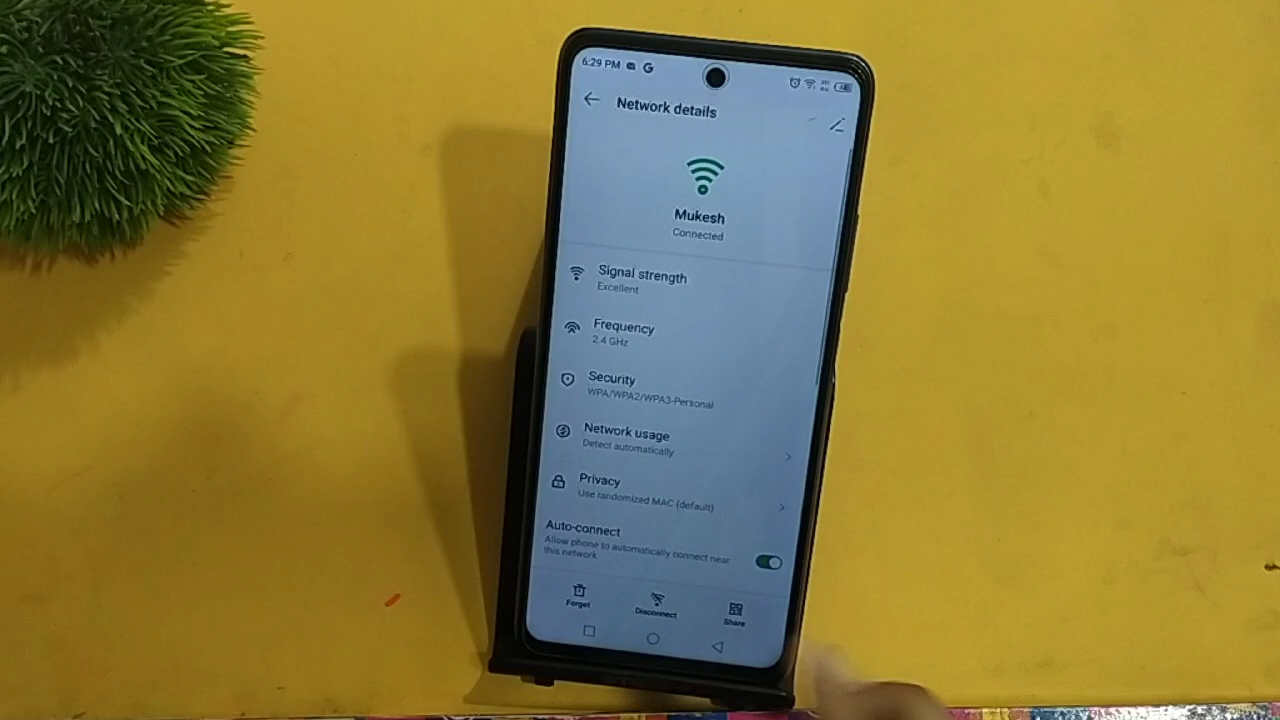 6:29 PM
Network details
Mukesh
Connected
Signal strength
Excellent
Frequency
2.4 GHz
Security
WPA/WPA2/WPA3-Personal
Network usage
Detect automatically
Privacy
Use randomized MAC (default)
Auto-connect
Allow phone to automatically connect near
this network
Forget
Disconnect
Share